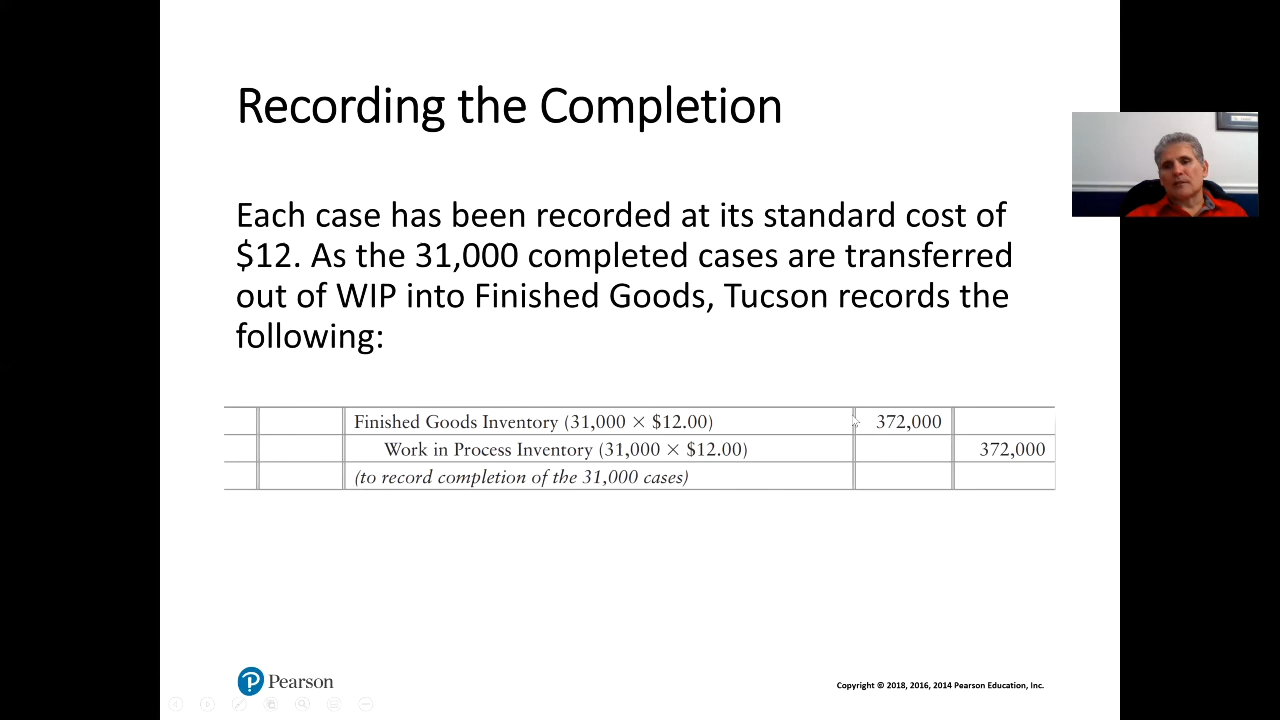 Recording the Completion
Each case has been recorded at its standard cost of
$12. As the 31,000 completed cases are transferred
out of WIP into Finished Goods, Tucson records the
following:
Finished Goods Inventory (31,000 × $12.00) 372,000
Work in Process Inventory (31,000 × $12.00) 372,000
(to record completion of the 31,000 cases)
P Pearson
Copyright © 2018, 2016, 2014 Pearson Education, Inc.